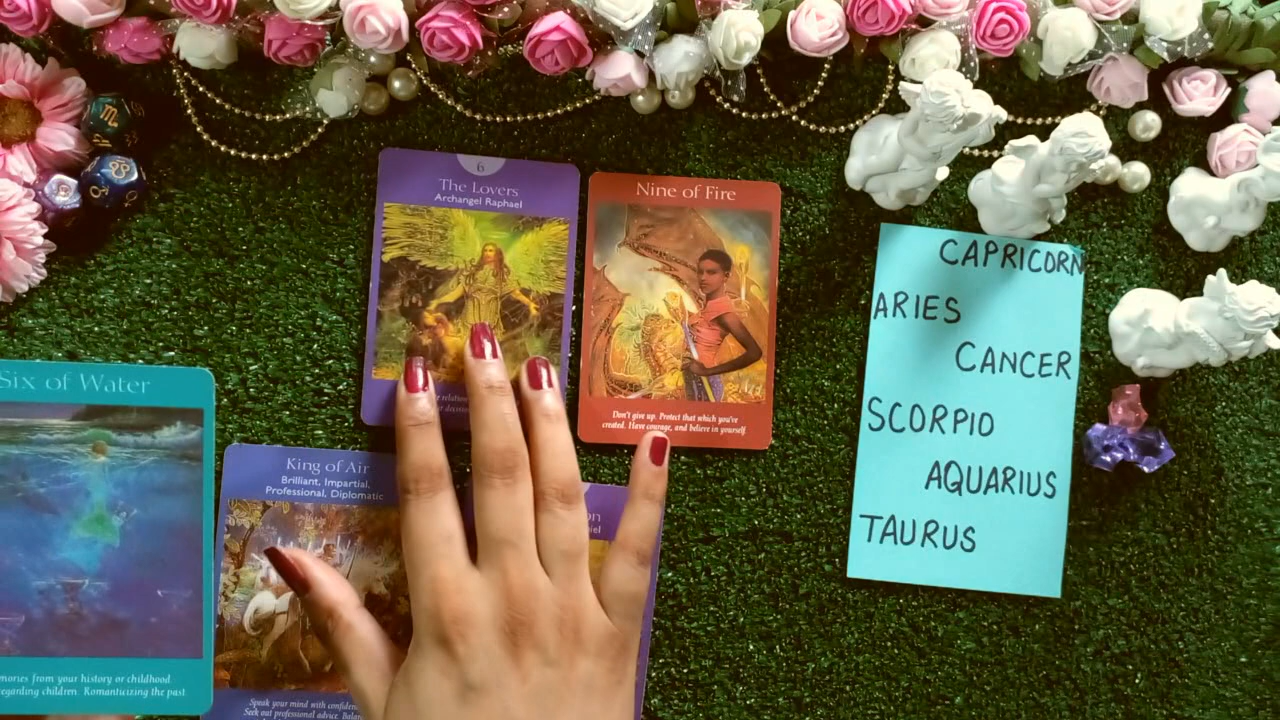 6
The Lovers
Archangel Raphael
Nine of Fire
Don't give up. Protect that which you've
created. Have courage, and believe in yourself.
CAPRICORN
ARIES
CANCER
SCORPIO
AQUARIUS
TAURUS
Six of Water
regarding children. Romanticizing the past.
from your history or childhood
King of Air
Brilliant, Impartial,
Professional, Diplomatic
Speak your mind with
Seek out professional advice.